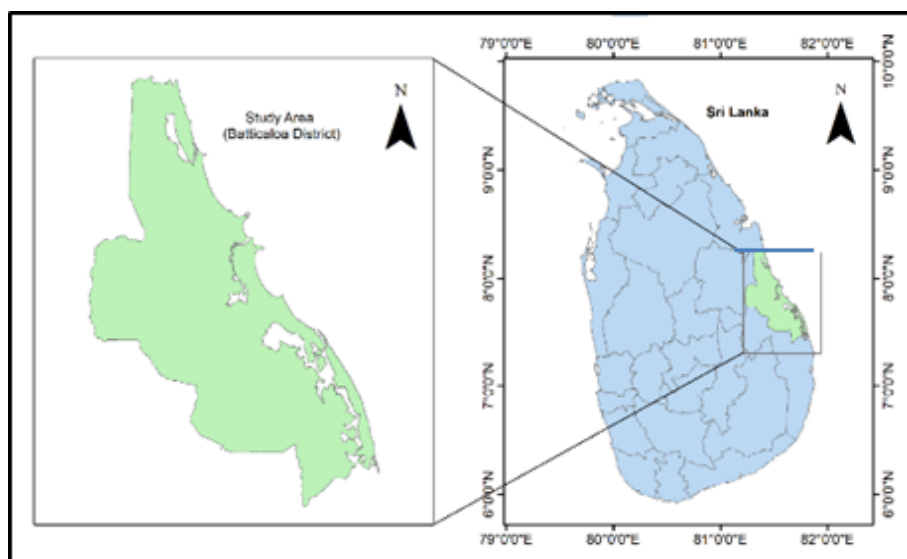 79°0'0"E 80°0'0"E 81°0'0"E 82°0'0"E
N
Study Area
(Batticaloa District)
N
Sri Lanka
10°0'0"N
9°0'0"N
9°0'0"N
8°0'0"N
8°0'0"N
7°0'0"N
7°0'0"N
6°0'0"N
6°0'0"N
79°0'0"E 80°0'0"E 81°0'0"E 82°0'0"E